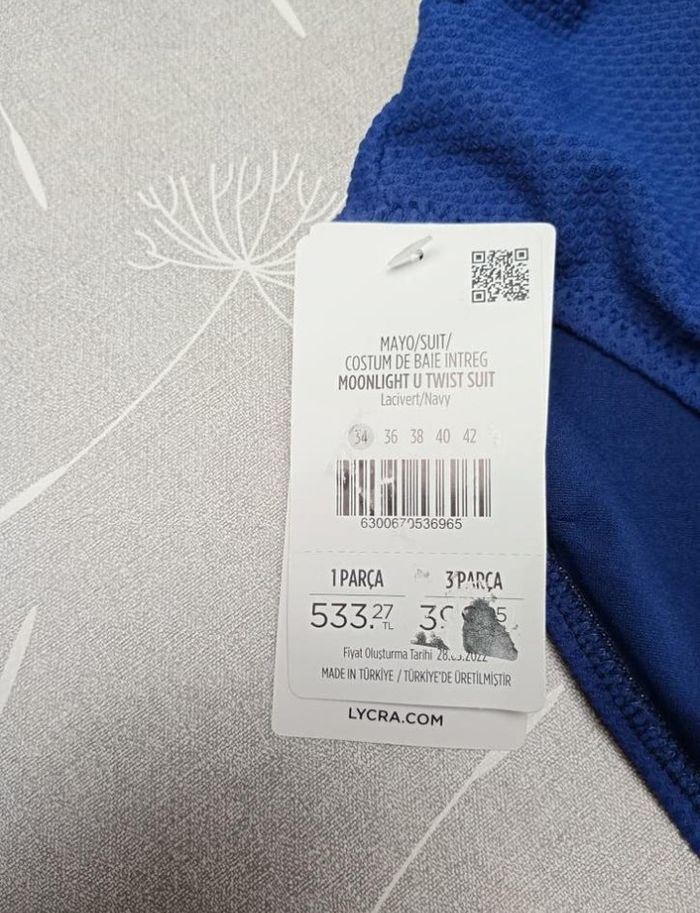 MAYO/SUIT/
COSTUM DE BAIE INTREG
MOONLIGHT U TWIST SUIT
Lacivert/Navy
34 36 38 40 42
6300670536965
1 PARÇA 3 PARÇA
533.27 TL
Fiyat Oluşturma Tarihi
MADE IN TÜRKİYE / TÜRKİYE'DE ÜRETİLMİŞTİR
LYCRA.COM